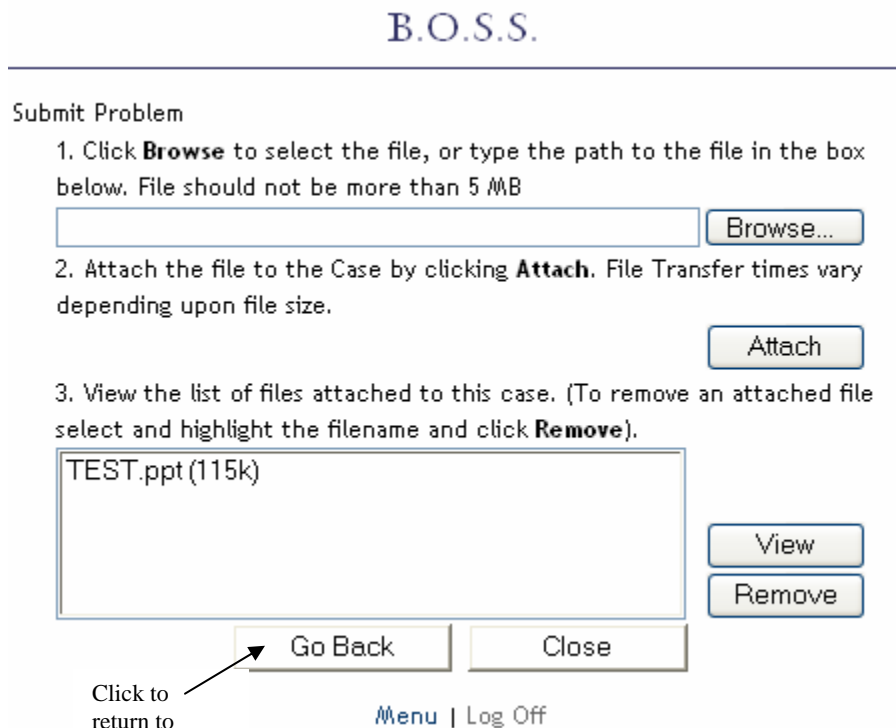 B.O.S.S.
Submit Problem
1. Click Browse to select the file, or type the path to the file in the box
below. File should not be more than 5 MB
Browse...
2. Attach the file to the Case by clicking Attach. File Transfer times vary
depending upon file size.
Attach
3. View the list of files attached to this case. (To remove an attached file
select and highlight the filename and click Remove).
TEST.ppt (115k)
View
Remove
Go Back Close
Click to
return to
Menu | Log Off